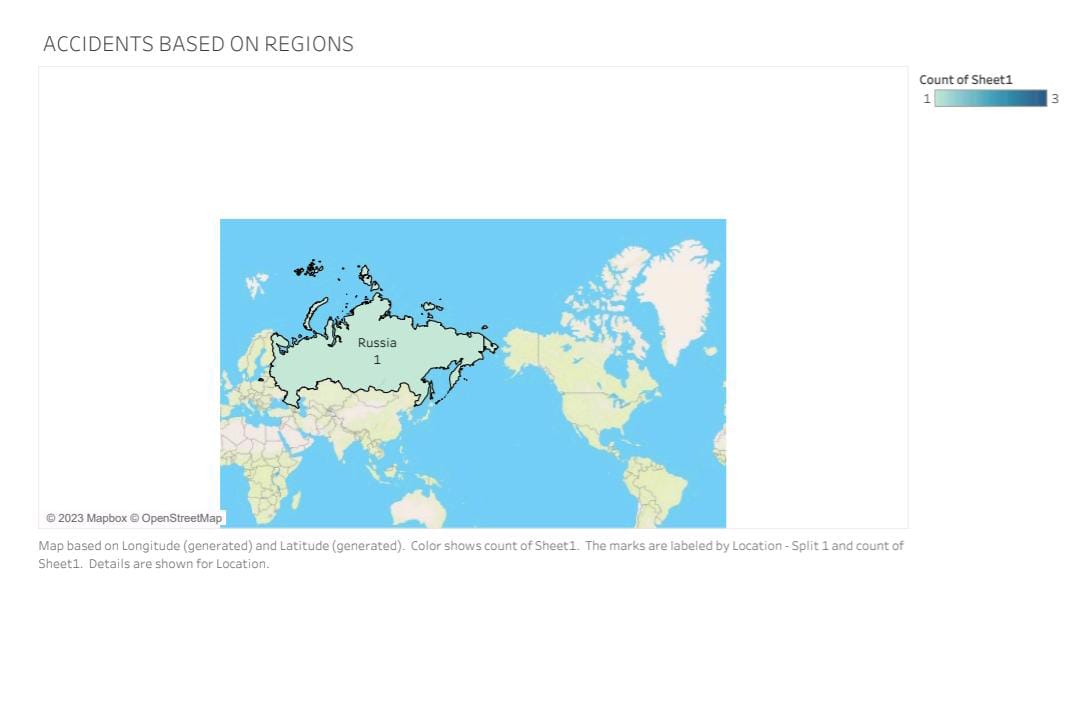 ACCIDENTS BASED ON REGIONS
Count of Sheet1
1 3
Russia
1
© 2023 Mapbox © OpenStreetMap
Map based on Longitude (generated) and Latitude (generated). Color shows count of Sheet1. The marks are labeled by Location - Split 1 and count of
Sheet1. Details are shown for Location.